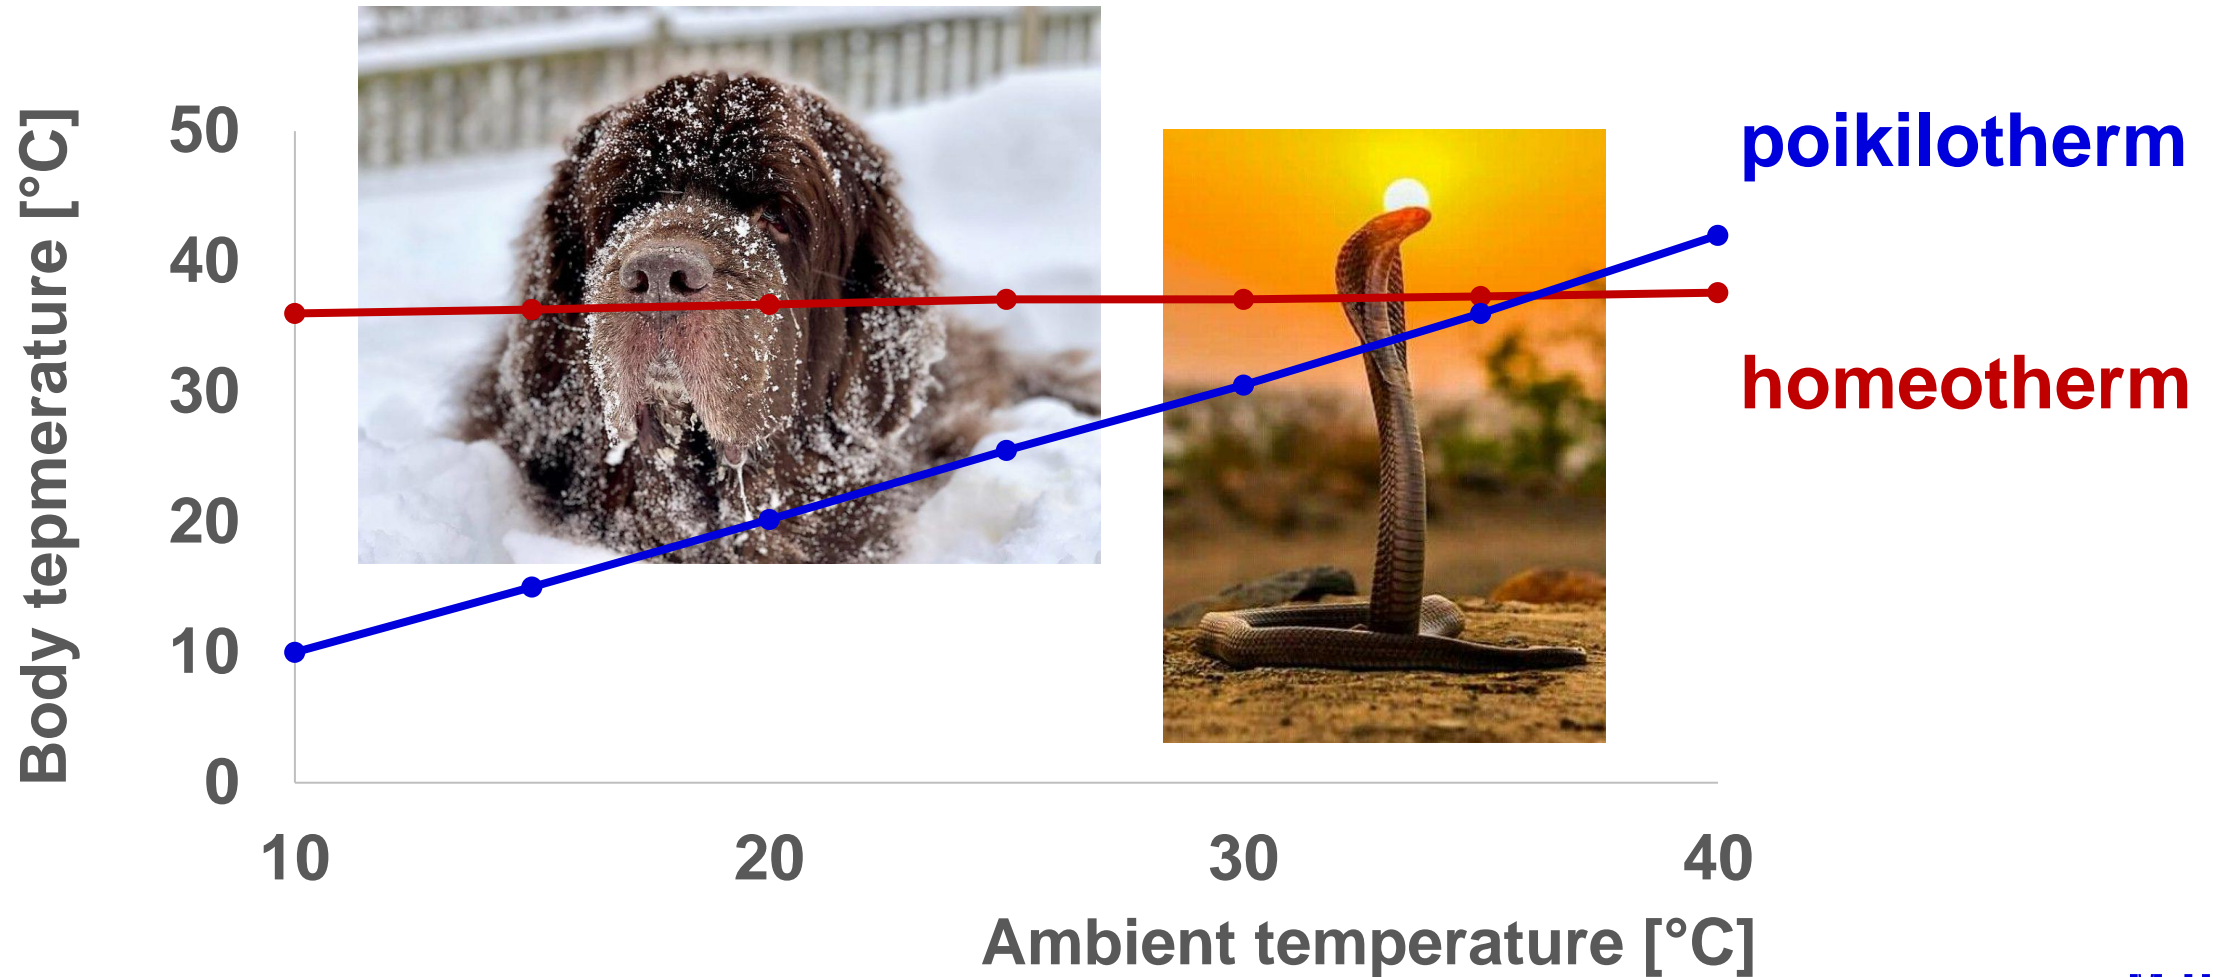 Body tepmerature [°C]
50
40
30
20
10
0
10 20 30 40
Ambient temperature [°C]
poikilotherm
homeotherm